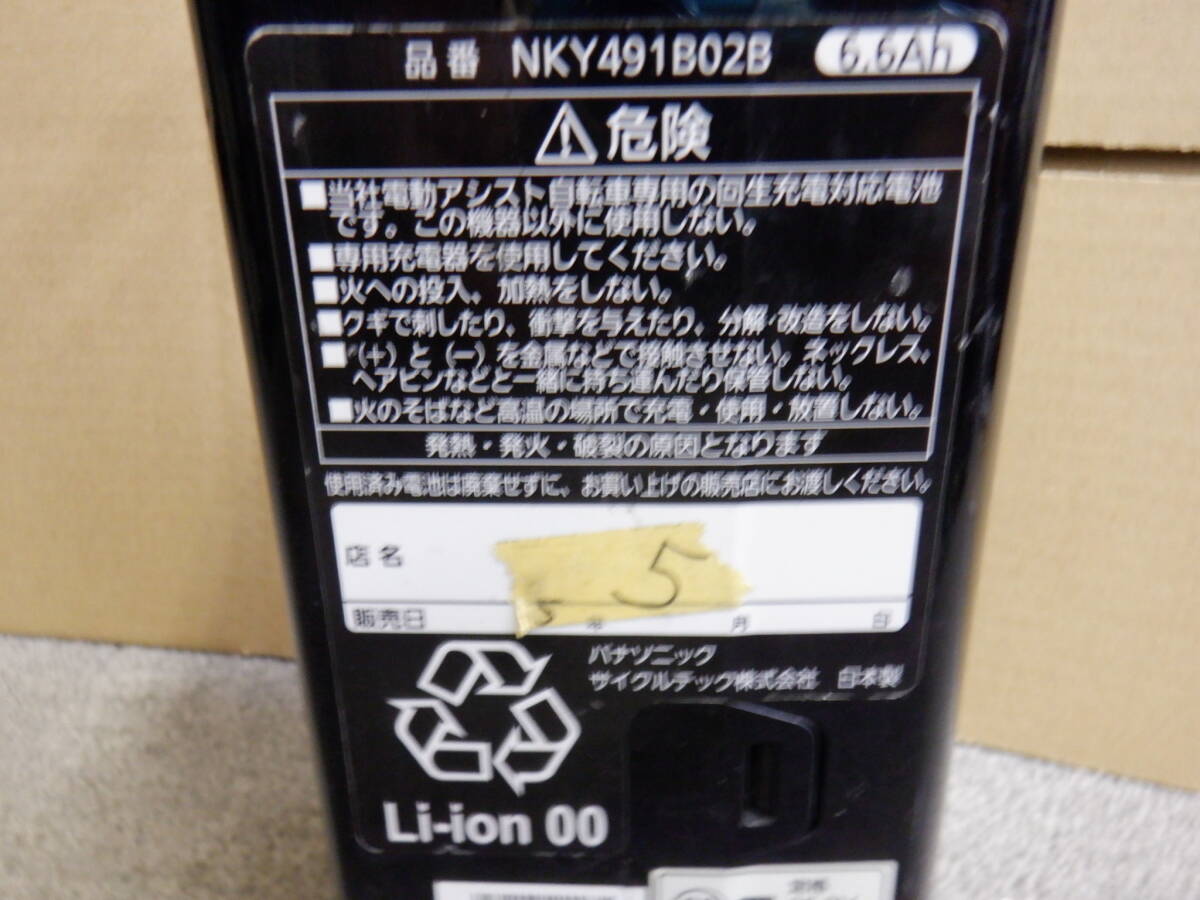 品番 NKY491B02B 6.6Ah
⚠危険
■当社電動アシスト自転車専用の回生充電対応電池
です。この機器以外に使用しない。
■専用充電器を使用してください。
■火への投入、加熱をしない。
■クギで刺したり、衝撃を与えたり、分解・改造をしない。
■(+)と(−)を金属などで接触させない。ネックレス、
ヘアピンなどと一緒に持ち運んだり保管しない。
■火のそばなど高温の場所で充電・使用・放置しない。
発熱・発火・破裂の原因となります
使用済み電池は廃棄せずに、お買い上げの販売店にお渡しください。
店名
5
販売日 5 年 月 日
パナソニック
サイクルテック株式会社 日本製
Li-ion 00